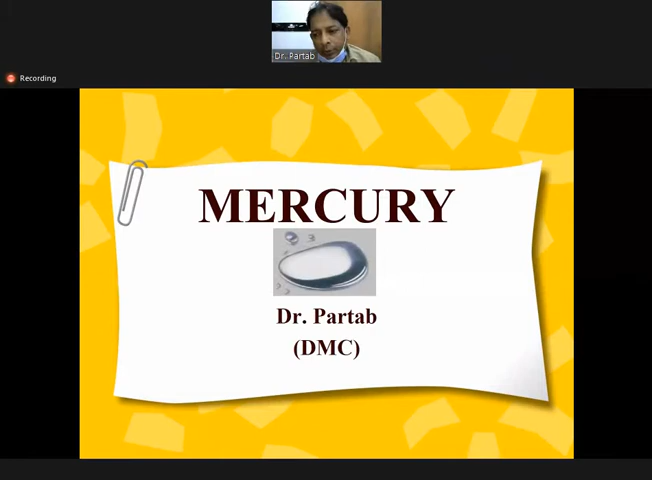 Dr. Partab
Recording
MERCURY
Dr. Partab
(DMC)